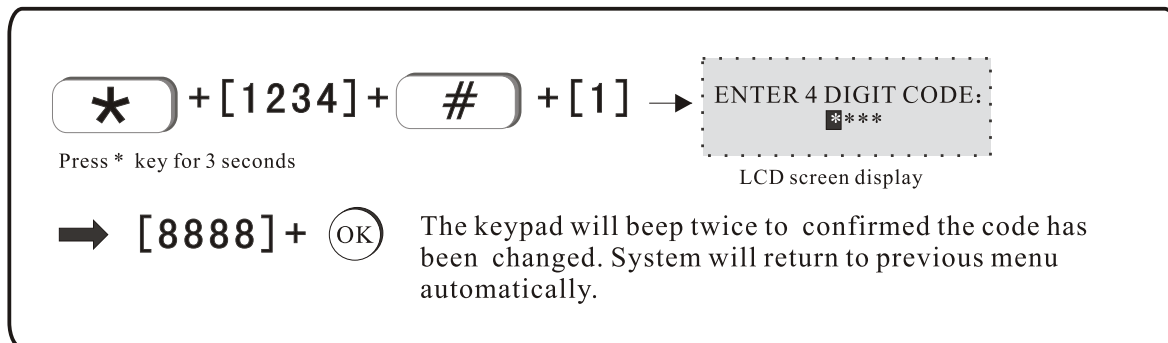 * +[1234]+ # +[1] → ENTER 4 DIGIT CODE:
****
Press * key for 3 seconds
LCD screen display
➡ [8888]+ OK
The keypad will beep twice to confirmed the code has
been changed. System will return to previous menu
automatically.